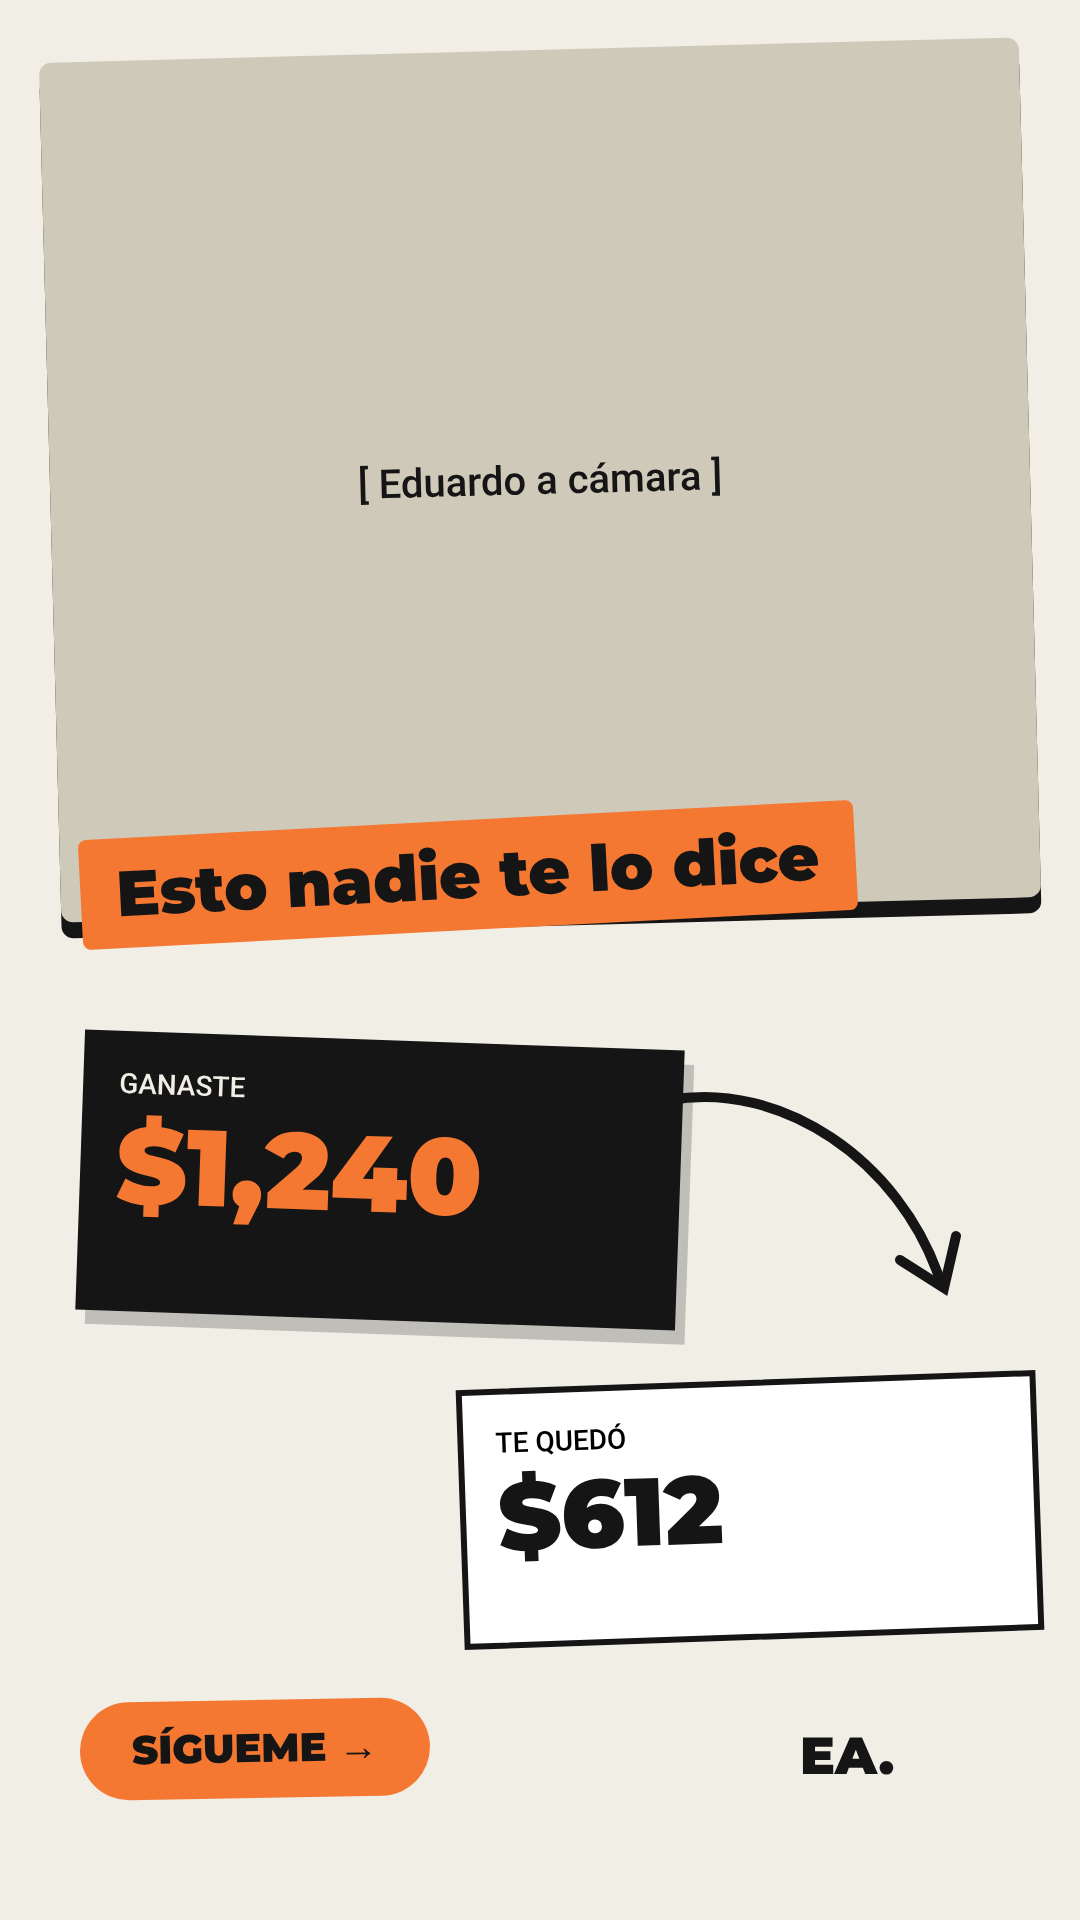 [ Eduardo a cámara ]
Esto nadie te lo dice
GANASTE
$1,240
TE QUEDÓ
$612
SÍGUEME →
EA.